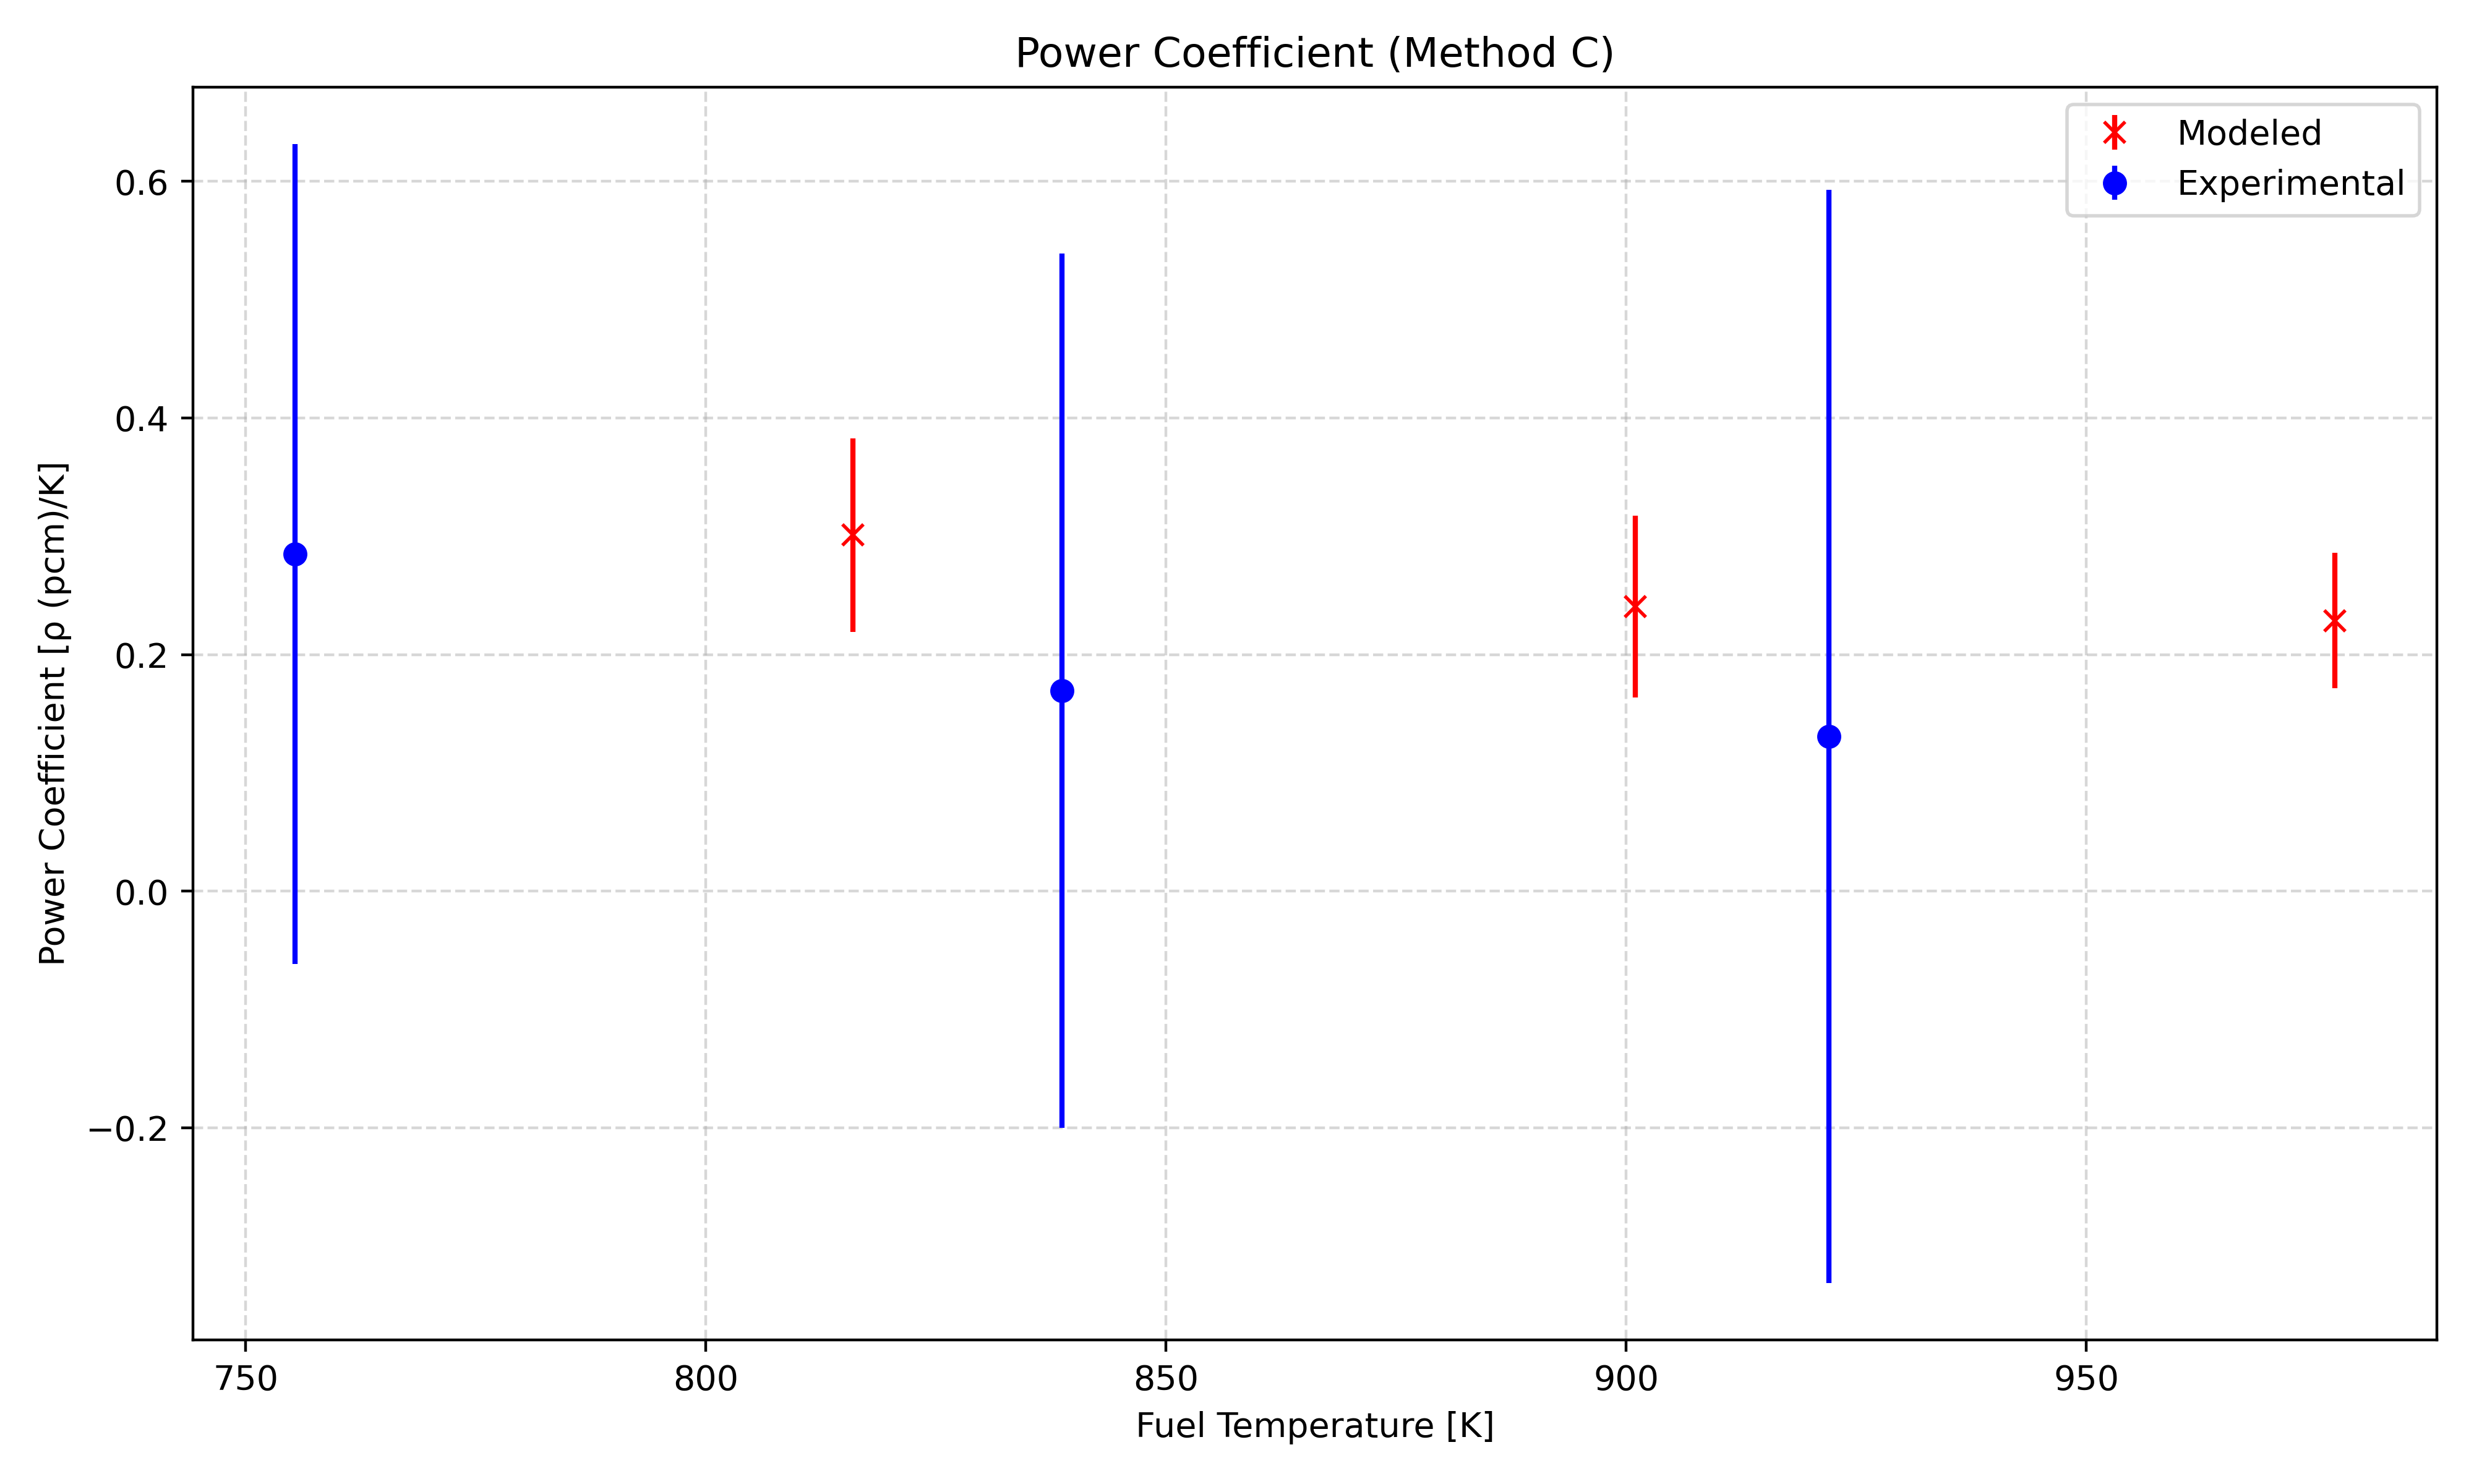 Power Coefficient (Method C)
Modeled
Experimental
0.6
0.4
0.2
0.0
−0.2
Power Coefficient [p (pcm)/K]
750 800 850 900 950
Fuel Temperature [K]